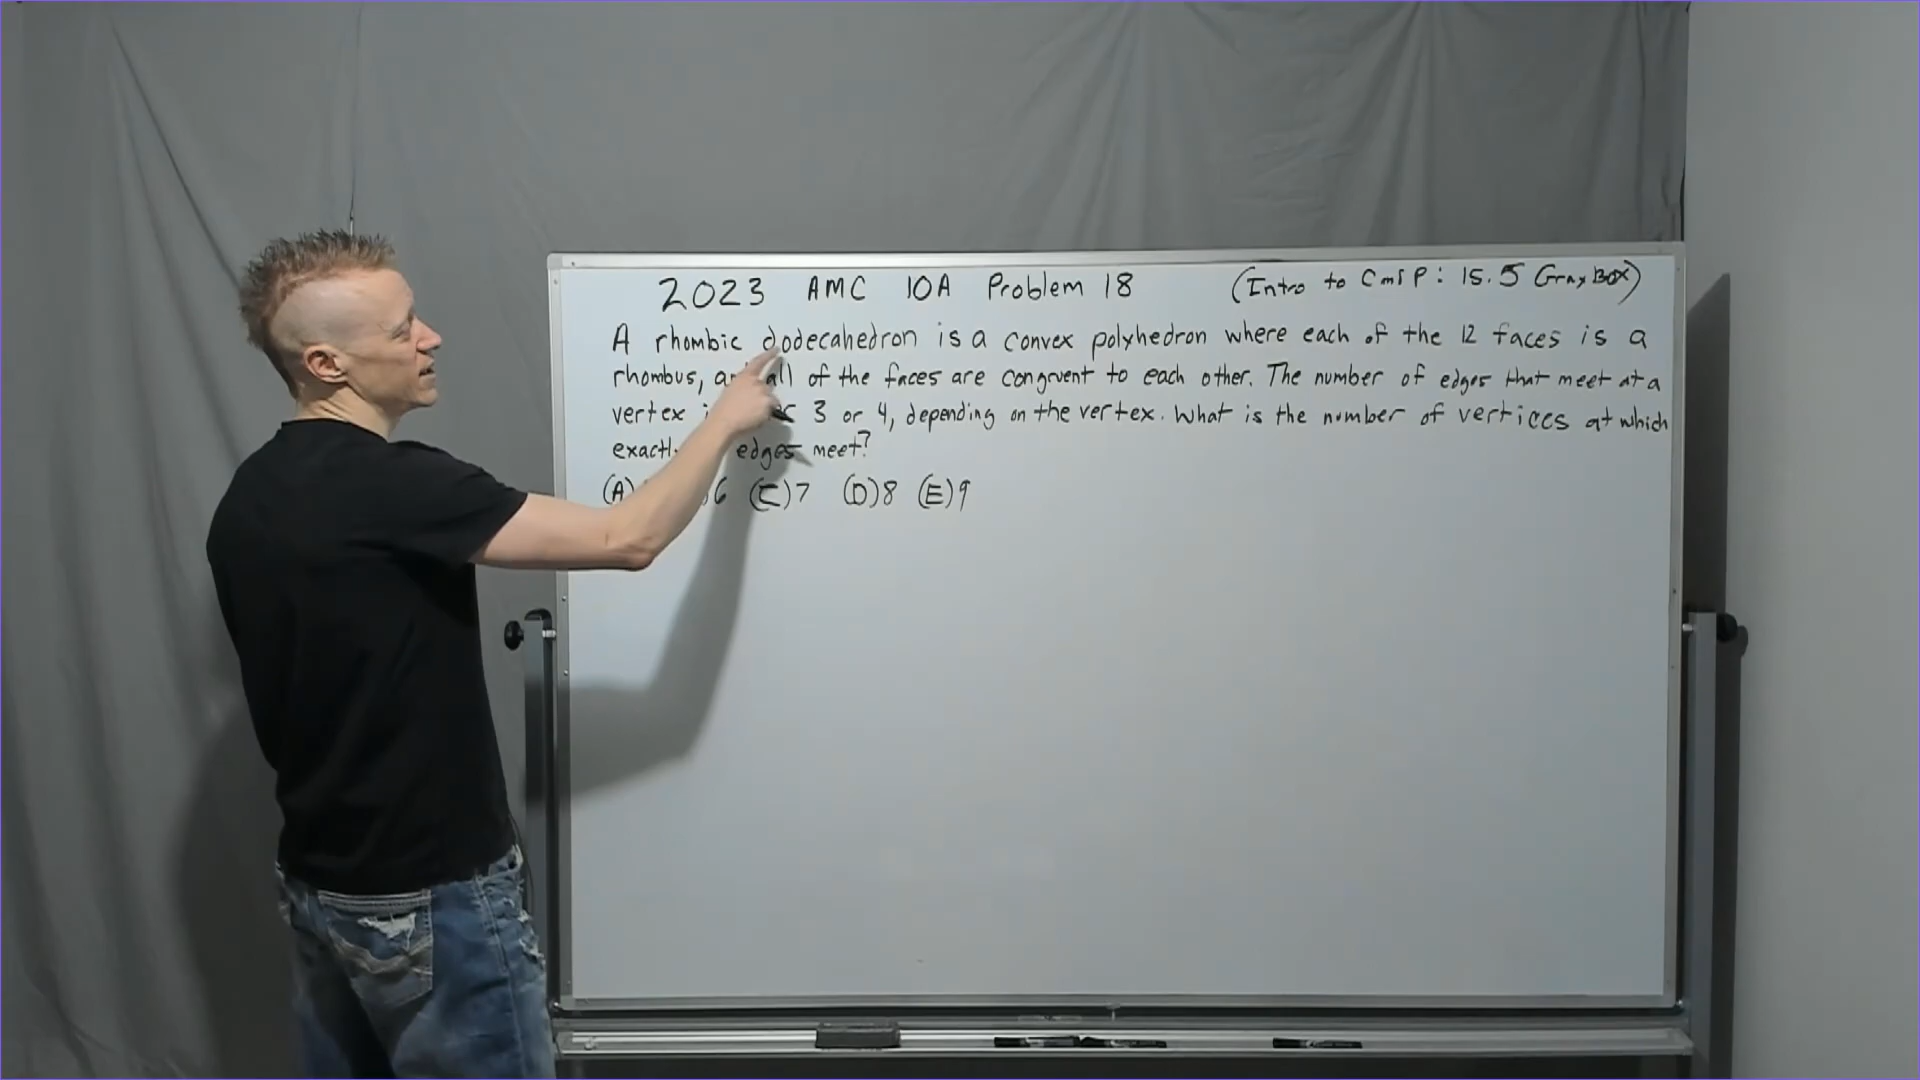 2023 AMC 10A Problem 18 (Intro to C and P: 15.5 Gray Box)
A rhombic dodecahedron is a convex polyhedron where each of the 12 faces is a
rhombus, all of the faces are congruent to each other. The number of edges that meet at a
vertex 3 or 4, depending on the vertex. What is the number of vertices at which
edges meet?
(A) 6 (C) 7 (D) 8 (E) 9